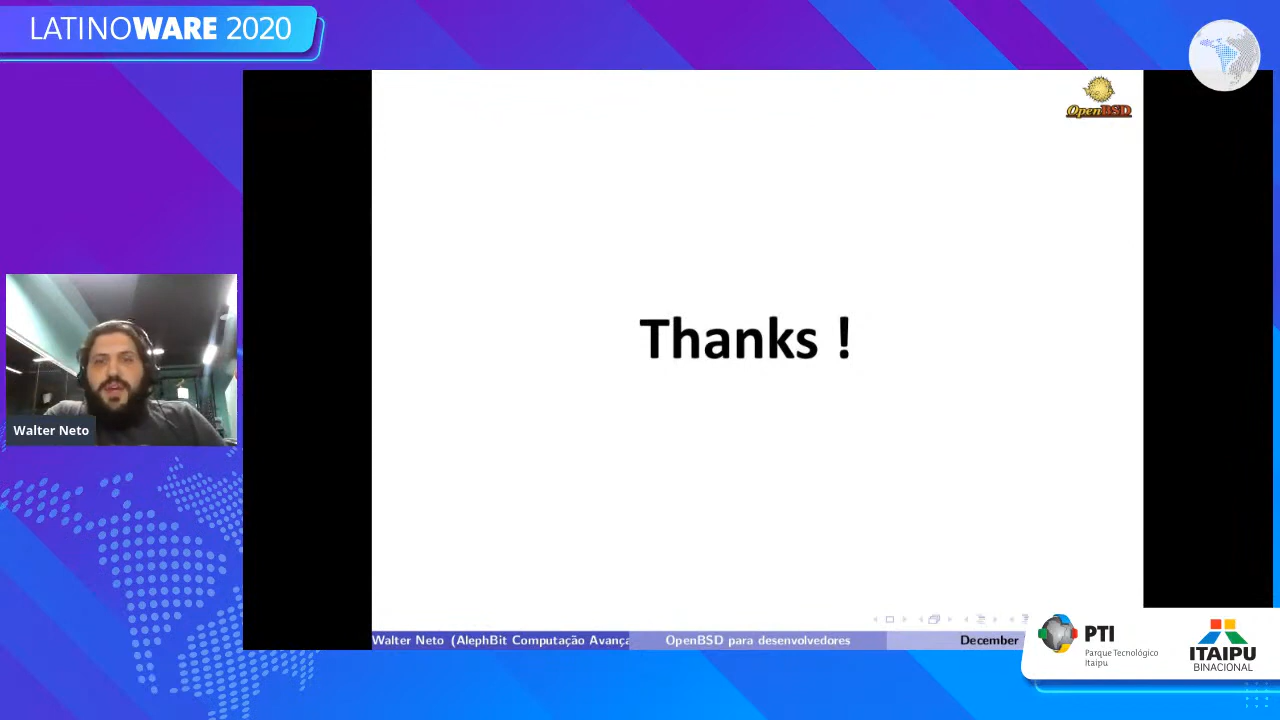 LATINOWARE 2020
OpenBSD
Thanks !
Walter Neto
Walter Neto (AlephBit Computação Avança
OpenBSD para desenvolvedores
December
PTI
Parque Tecnológico
Itaipu
ITAIPU
BINACIONAL